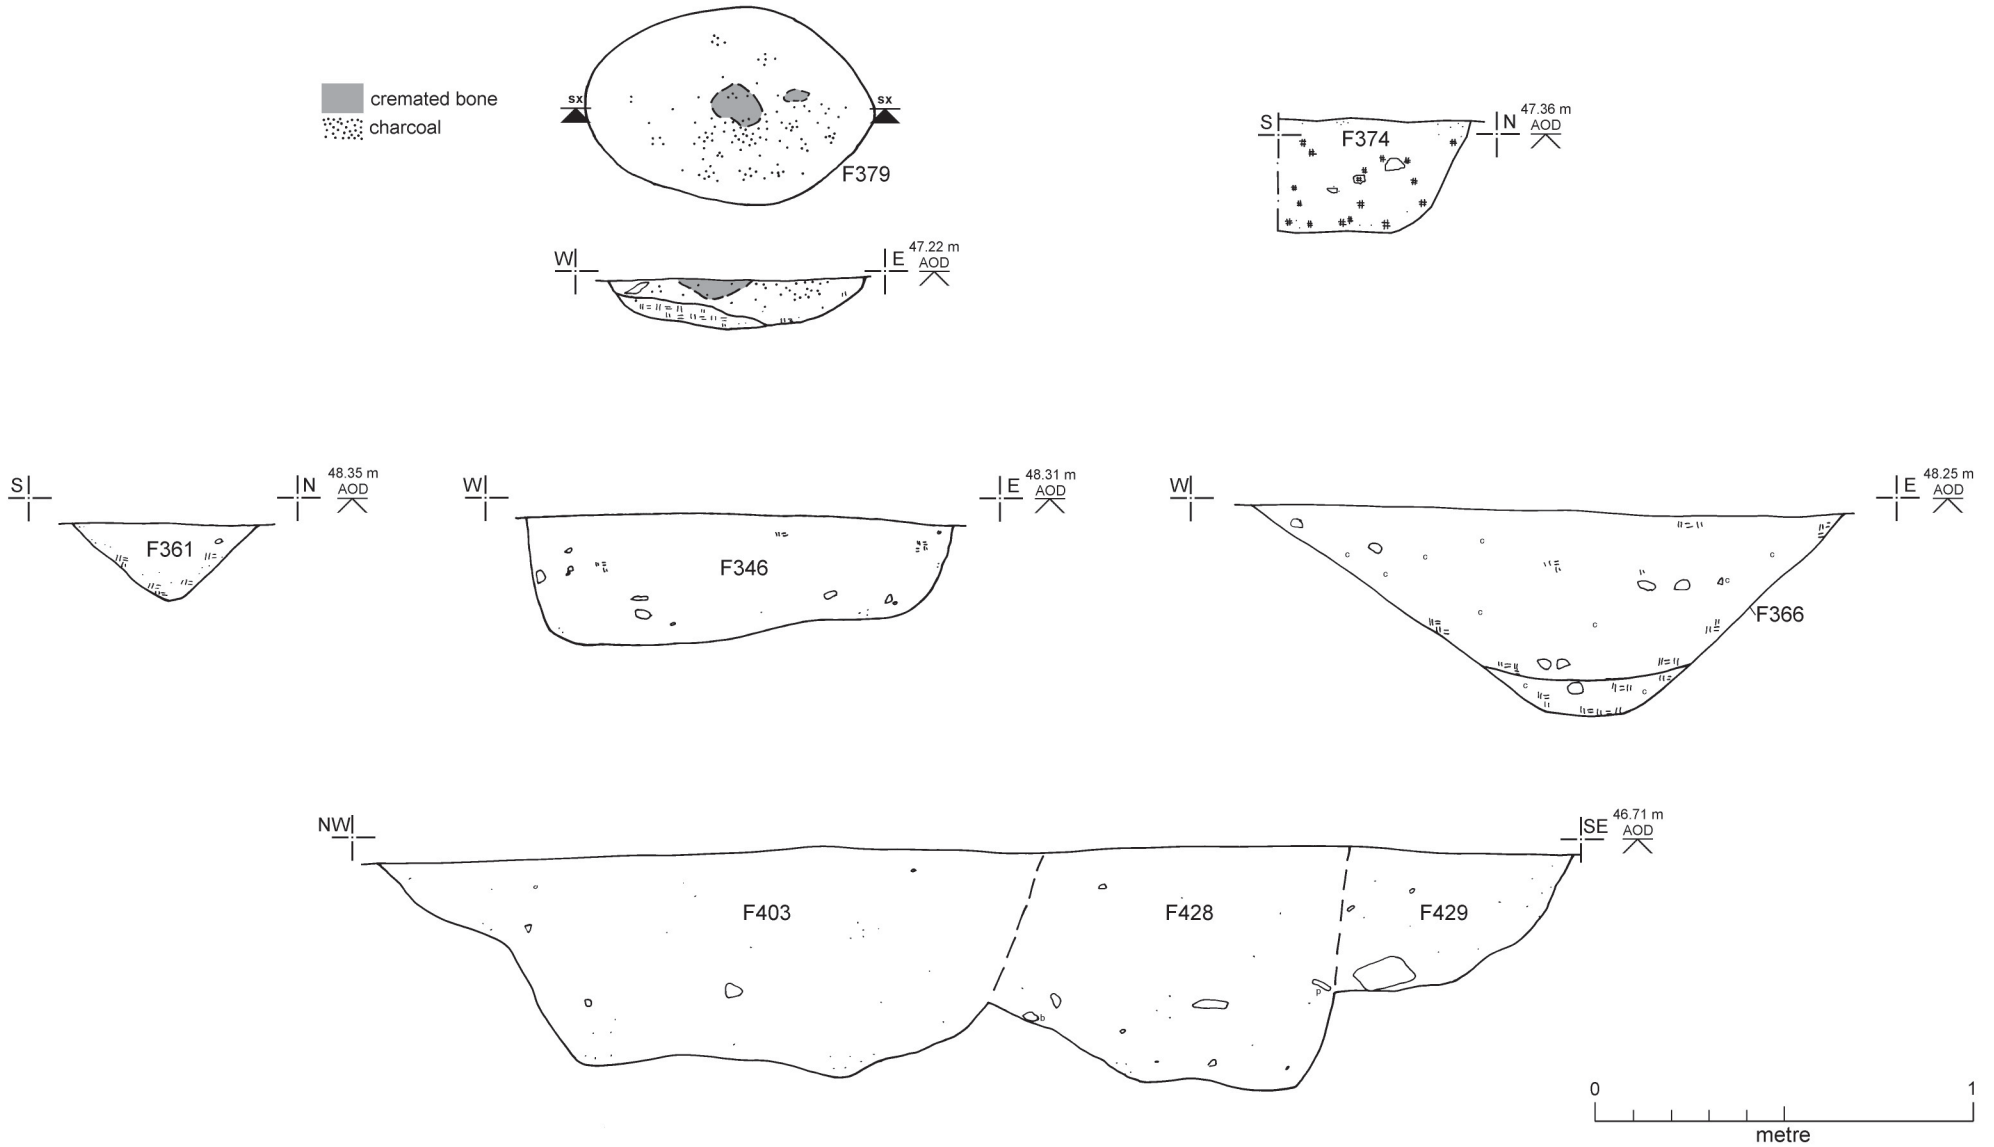 cremated bone
charcoal
sx
sx
F379
W
E
47.22 m
AOD
S
F374
N
47.36 m
AOD
S
N
48.35 m
AOD
F361
W
E
48.31 m
AOD
F346
W
E
48.25 m
AOD
c
c
c
c
c
c
c
c
F366
c
c
NW
SE
46.71 m
AOD
F403
F428
F429
p
b
0
1
metre